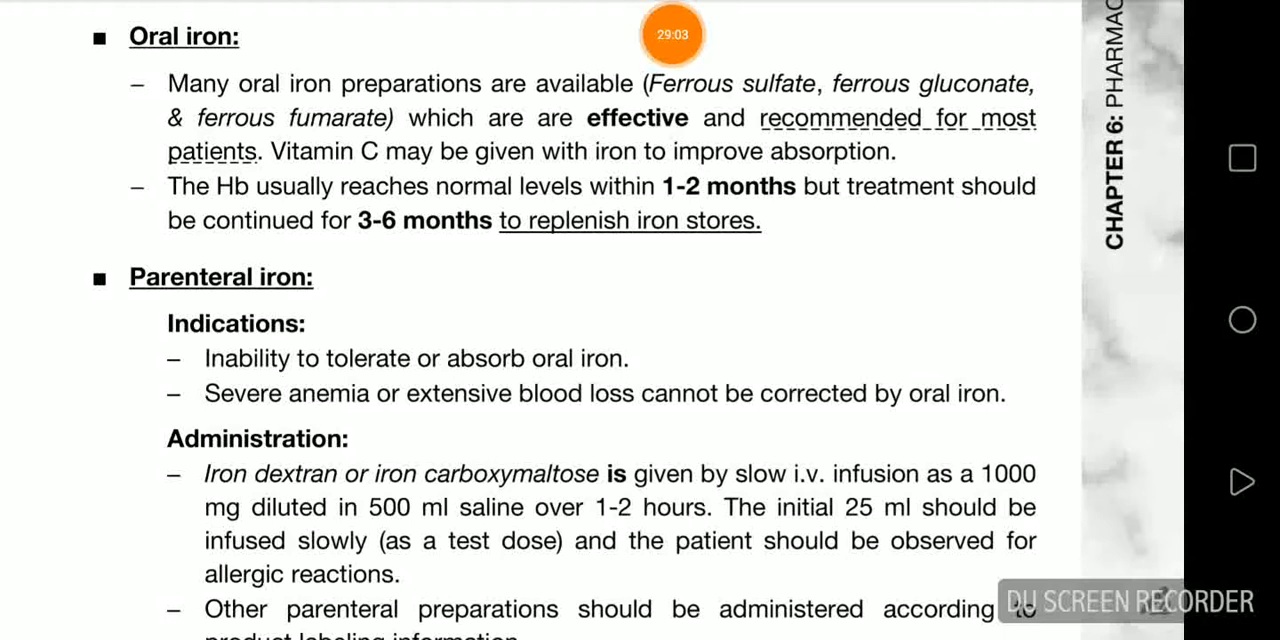 ■ Oral iron:
29:03
– Many oral iron preparations are available (Ferrous sulfate, ferrous gluconate,
& ferrous fumarate) which are are effective and recommended for most
patients. Vitamin C may be given with iron to improve absorption.
– The Hb usually reaches normal levels within 1-2 months but treatment should
be continued for 3-6 months to replenish iron stores.
■ Parenteral iron:
Indications:
– Inability to tolerate or absorb oral iron.
– Severe anemia or extensive blood loss cannot be corrected by oral iron.
Administration:
– Iron dextran or iron carboxymaltose is given by slow i.v. infusion as a 1000
mg diluted in 500 ml saline over 1-2 hours. The initial 25 ml should be
infused slowly (as a test dose) and the patient should be observed for
allergic reactions.
– Other parenteral preparations should be administered according to
product labeling information.
CHAPTER 6: PHARMAC
DU SCREEN RECORDER